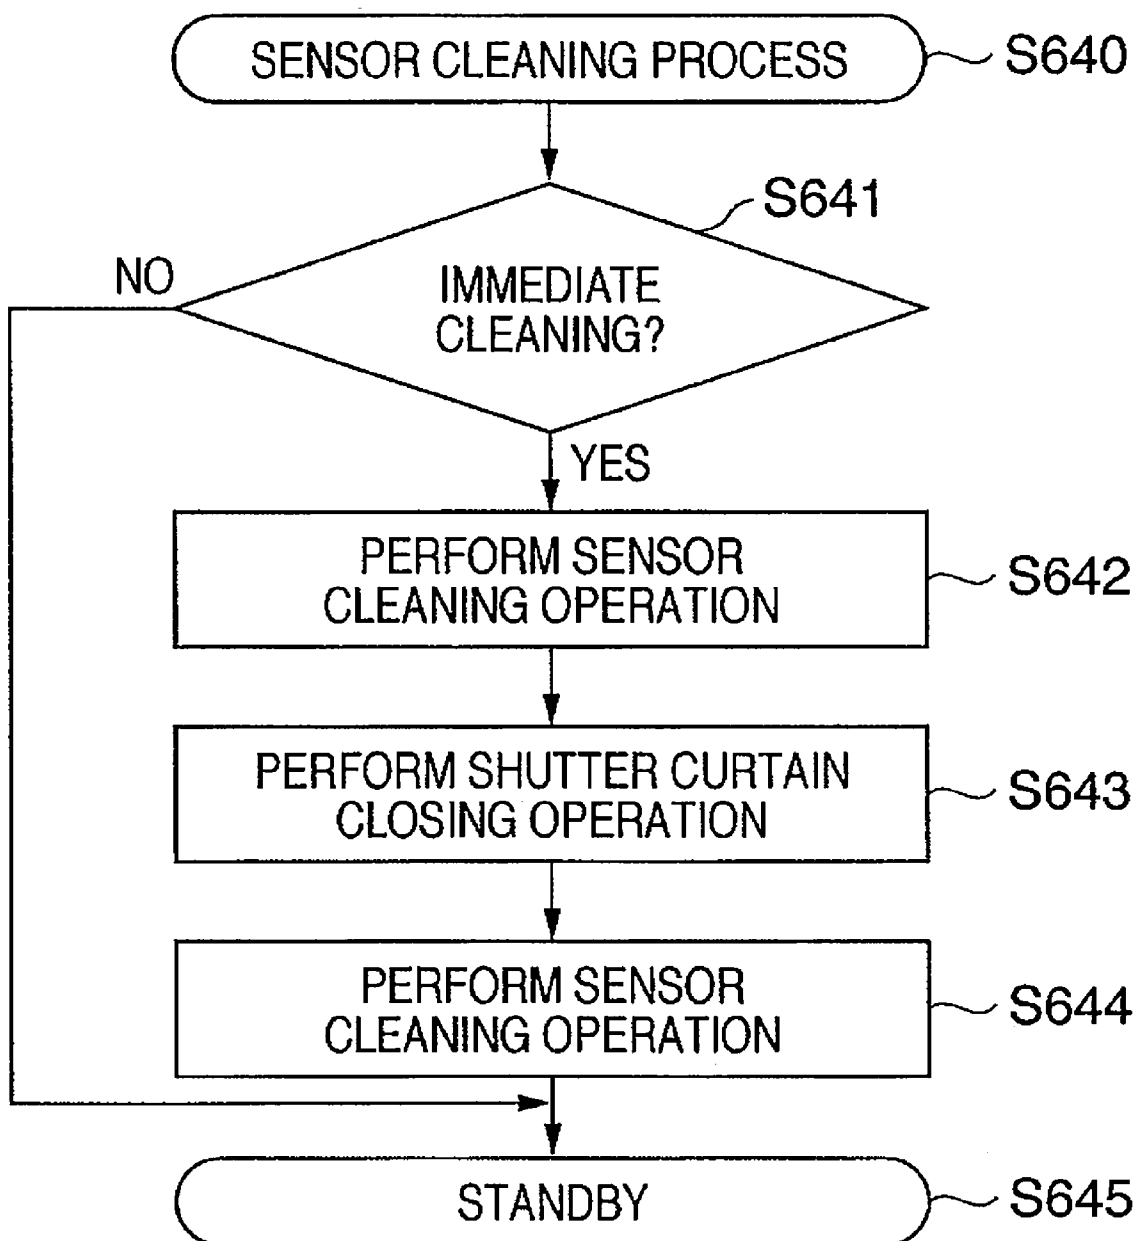 SENSOR CLEANING PROCESS
S640
S641
NO
IMMEDIATE
CLEANING?
YES
PERFORM SENSOR
CLEANING OPERATION
S642
PERFORM SHUTTER CURTAIN
CLOSING OPERATION
S643
PERFORM SENSOR
CLEANING OPERATION
S644
STANDBY
S645